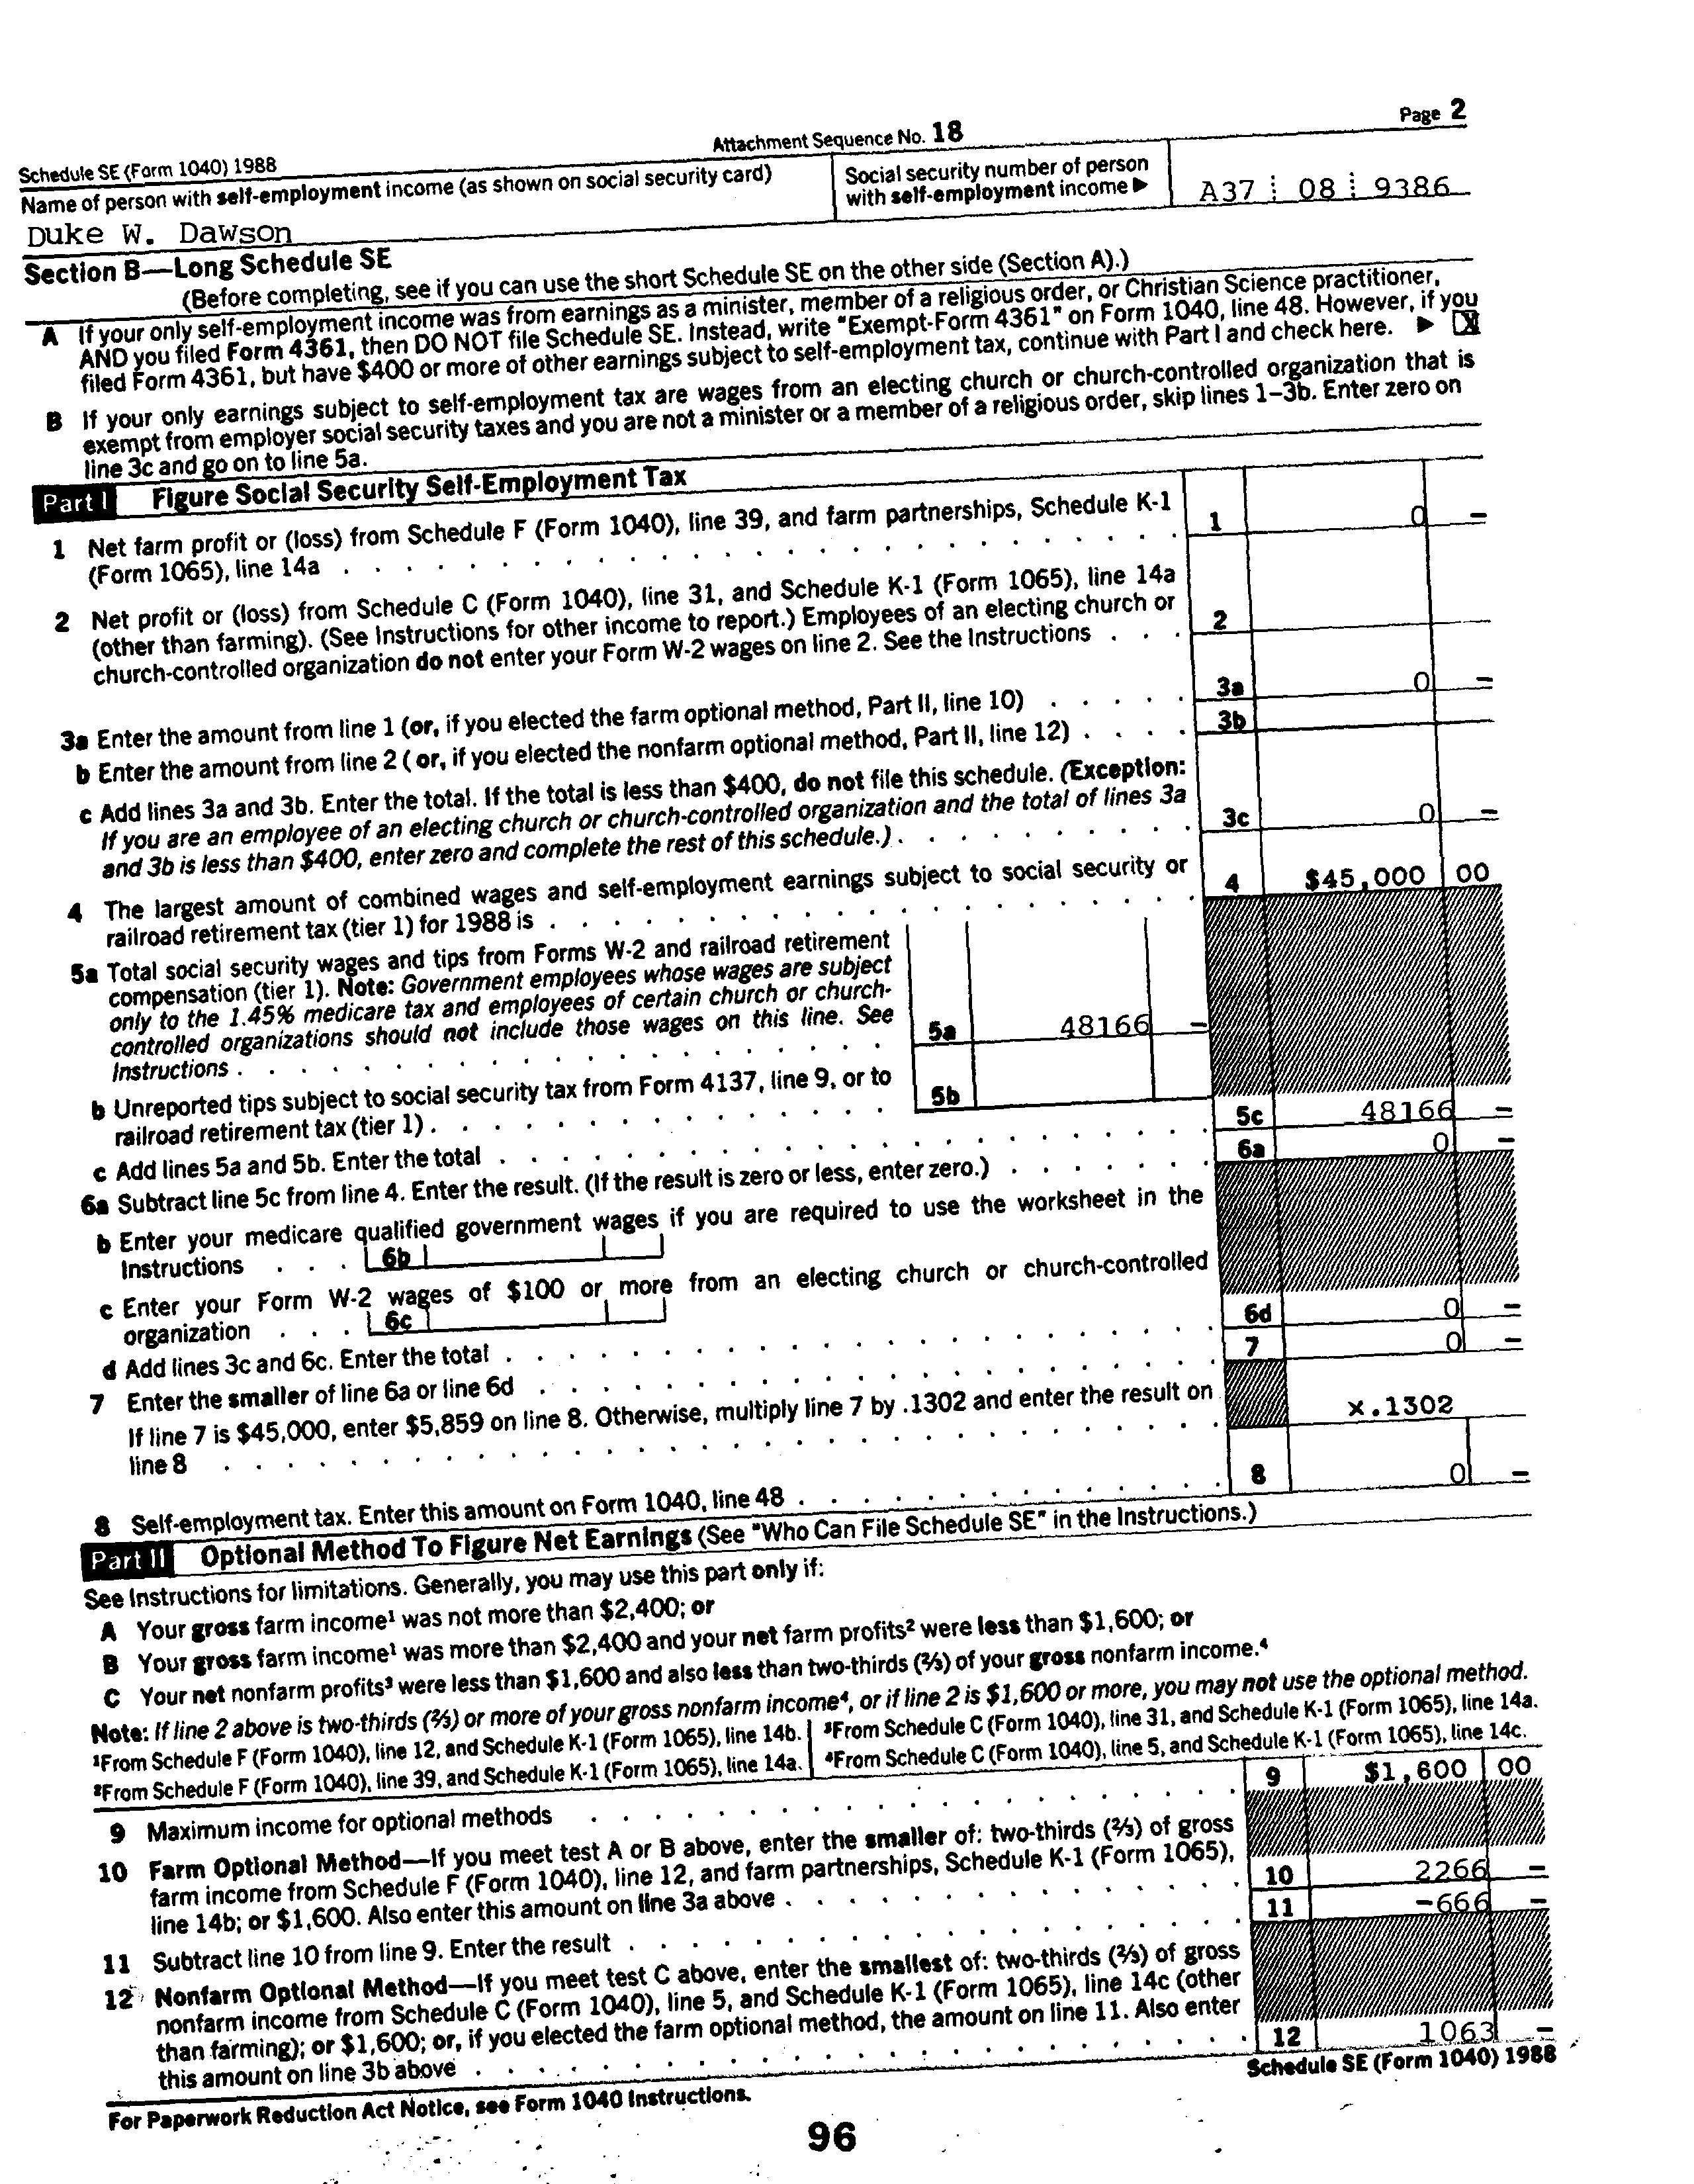 Page 2
Attachment Sequence No. 18
Schedule SE (Form 1040) 1988
Name of person with self-employment income (as shown on social security card)
Social security number of person
with self-employment income ▶
A37 08 9386
Duke W. Dawson
Section B—Long Schedule SE
(Before completing, see if you can use the short Schedule SE on the other side (Section A).)
A If your only self-employment income was from earnings as a minister, member of a religious order, or Christian Science practitioner,
AND you filed Form 4361, then DO NOT file Schedule SE. Instead, write "Exempt-Form 4361" on Form 1040, line 48. However, if you
filed Form 4361, but have $400 or more of other earnings subject to self-employment tax, continue with Part I and check here. ▶ X
B If your only earnings subject to self-employment tax are wages from an electing church or church-controlled organization that is
exempt from employer social security taxes and you are not a minister or a member of a religious order, skip lines 1–3b. Enter zero on
line 3c and go on to line 5a.
Part I Figure Social Security Self-Employment Tax
1 Net farm profit or (loss) from Schedule F (Form 1040), line 39, and farm partnerships, Schedule K-1
(Form 1065), line 14a . . . 1 0 –
2 Net profit or (loss) from Schedule C (Form 1040), line 31, and Schedule K-1 (Form 1065), line 14a
(other than farming). (See Instructions for other income to report.) Employees of an electing church or
church-controlled organization do not enter your Form W-2 wages on line 2. See the Instructions . . . 2
3a Enter the amount from line 1 (or, if you elected the farm optional method, Part II, line 10) . . . 3a 0 –
b Enter the amount from line 2 ( or, if you elected the nonfarm optional method, Part II, line 12) . . . . 3b
c Add lines 3a and 3b. Enter the total. If the total is less than $400, do not file this schedule. (Exception:
If you are an employee of an electing church or church-controlled organization and the total of lines 3a
and 3b is less than $400, enter zero and complete the rest of this schedule.) . . . 3c 0 –
4 The largest amount of combined wages and self-employment earnings subject to social security or
railroad retirement tax (tier 1) for 1988 is . . . 4 $45,000 00
5a Total social security wages and tips from Forms W-2 and railroad retirement
compensation (tier 1). Note: Government employees whose wages are subject
only to the 1.45% medicare tax and employees of certain church or church-
controlled organizations should not include those wages on this line. See
Instructions . . . 5a 48166 –
b Unreported tips subject to social security tax from Form 4137, line 9, or to
railroad retirement tax (tier 1) . . . 5b
c Add lines 5a and 5b. Enter the total . . . 5c 48166 –
6a Subtract line 5c from line 4. Enter the result. (If the result is zero or less, enter zero.) . . . 6a 0 –
b Enter your medicare qualified government wages if you are required to use the worksheet in the
Instructions . . . 6b
c Enter your Form W-2 wages of $100 or more from an electing church or church-controlled
organization . . . 6c
d Add lines 3c and 6c. Enter the total . . . 6d 0 –
7 Enter the smaller of line 6a or line 6d . . . 7 0 –
If line 7 is $45,000, enter $5,859 on line 8. Otherwise, multiply line 7 by .1302 and enter the result on
line 8 . . . x.1302
8 Self-employment tax. Enter this amount on Form 1040, line 48 . . . 8 0 –
Part II Optional Method To Figure Net Earnings (See "Who Can File Schedule SE" in the Instructions.)
See Instructions for limitations. Generally, you may use this part only if:
A Your gross farm income¹ was not more than $2,400; or
B Your gross farm income¹ was more than $2,400 and your net farm profits² were less than $1,600; or
C Your net nonfarm profits³ were less than $1,600 and also less than two-thirds (⅔) of your gross nonfarm income.⁴
Note: If line 2 above is two-thirds (⅔) or more of your gross nonfarm income⁴, or if line 2 is $1,600 or more, you may not use the optional method.
¹From Schedule F (Form 1040), line 12, and Schedule K-1 (Form 1065), line 14b. ³From Schedule C (Form 1040), line 31, and Schedule K-1 (Form 1065), line 14a.
²From Schedule F (Form 1040), line 39, and Schedule K-1 (Form 1065), line 14a. ⁴From Schedule C (Form 1040), line 5, and Schedule K-1 (Form 1065), line 14c.
9 Maximum income for optional methods . . . 9 $1,600 00
10 Farm Optional Method—If you meet test A or B above, enter the smaller of: two-thirds (⅔) of gross
farm income from Schedule F (Form 1040), line 12, and farm partnerships, Schedule K-1 (Form 1065),
line 14b; or $1,600. Also enter this amount on line 3a above . . . 10 2266 –
11 Subtract line 10 from line 9. Enter the result . . . 11 -666 –
12 Nonfarm Optional Method—If you meet test C above, enter the smallest of: two-thirds (⅔) of gross
nonfarm income from Schedule C (Form 1040), line 5, and Schedule K-1 (Form 1065), line 14c (other
than farming); or $1,600; or, if you elected the farm optional method, the amount on line 11. Also enter
this amount on line 3b above . . . 12 1063 –
For Paperwork Reduction Act Notice, see Form 1040 Instructions.
Schedule SE (Form 1040) 1988
96